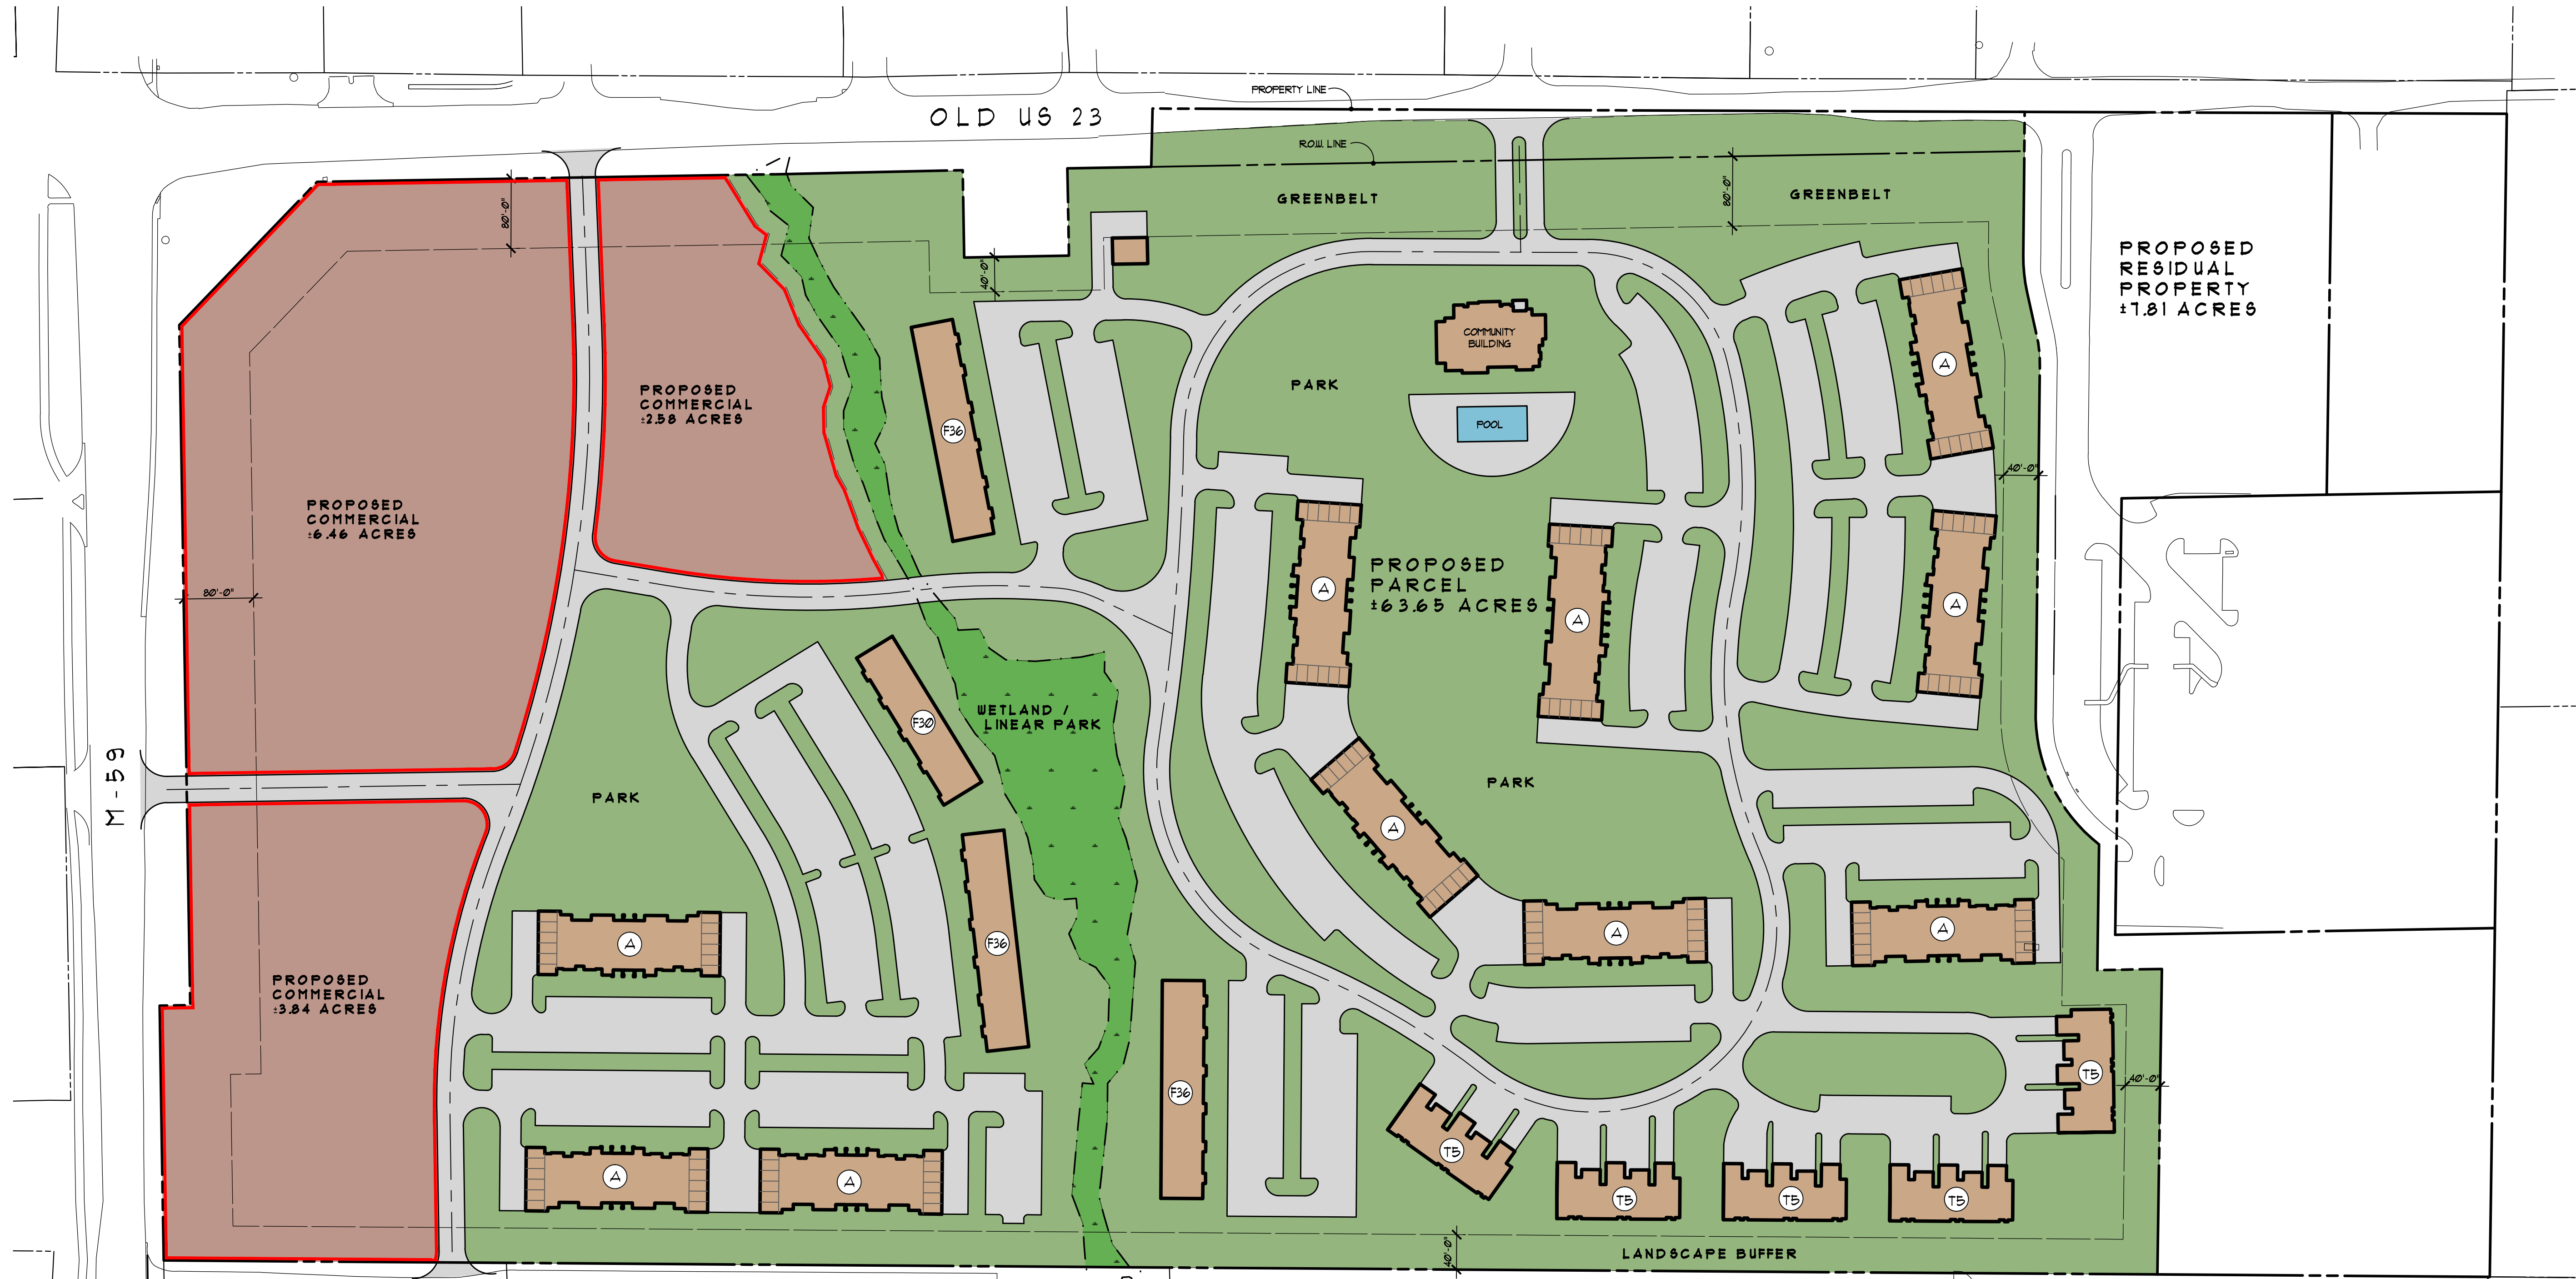 PROPERTY LINE
OLD US 23
R.O.W. LINE
GREENBELT
GREENBELT
80'-0"
80'-0"
40'-0"
PROPOSED
RESIDUAL
PROPERTY
±7.81 ACRES
COMMUNITY
BUILDING
A
PARK
PROPOSED
COMMERCIAL
±2.58 ACRES
POOL
F36
40'-0"
PROPOSED
COMMERCIAL
±6.46 ACRES
PROPOSED
PARCEL
±63.65 ACRES
A
A
A
80'-0"
WETLAND /
LINEAR PARK
F30
M-59
PARK
PARK
A
A
F36
A
A
PROPOSED
COMMERCIAL
±3.84 ACRES
T5
40'-0"
F36
T5
A
A
T5
T5
T5
LANDSCAPE BUFFER
40'-0"